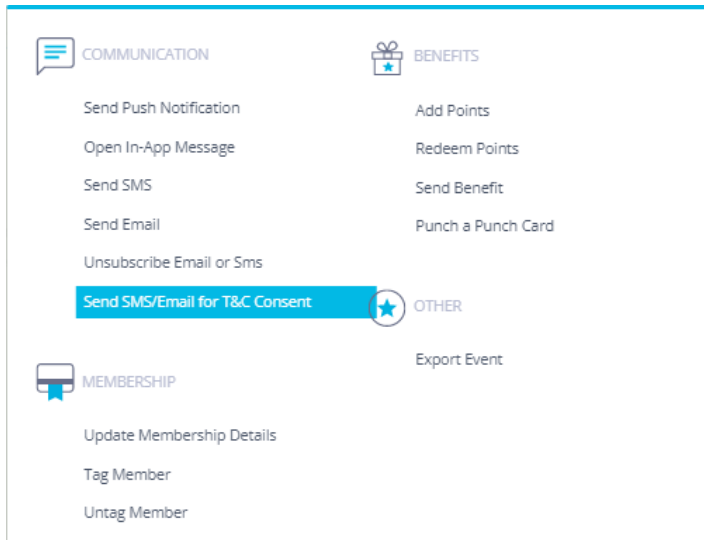 COMMUNICATION
Send Push Notification
Open In-App Message
Send SMS
Send Email
Unsubscribe Email or Sms
Send SMS/Email for T&C Consent
MEMBERSHIP
Update Membership Details
Tag Member
Untag Member
BENEFITS
Add Points
Redeem Points
Send Benefit
Punch a Punch Card
OTHER
Export Event